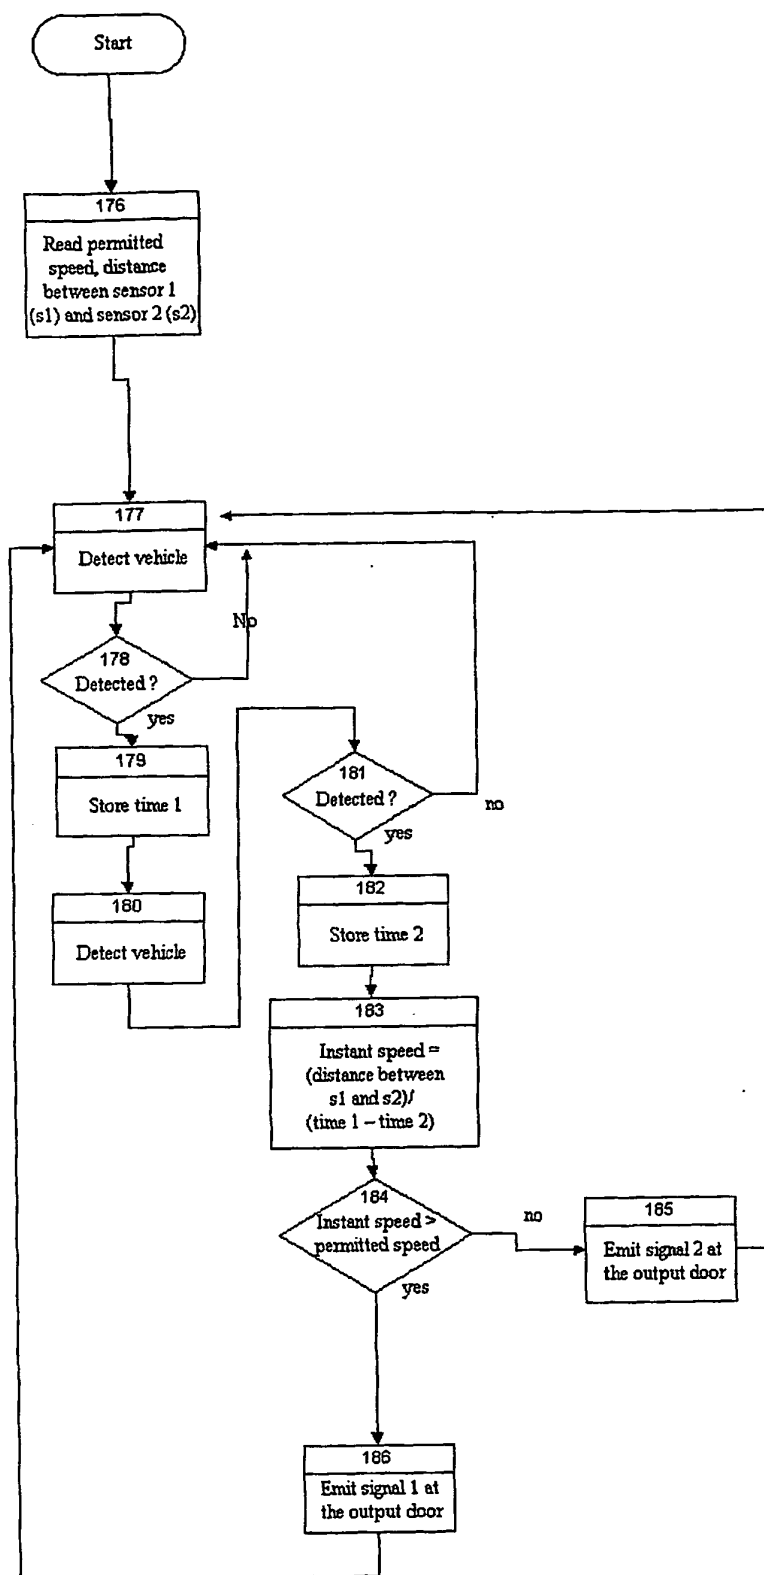 Start
176
Read permitted
speed, distance
between sensor 1
(s1) and sensor 2 (s2)
177
Detect vehicle
No
178
Detected ?
yes
179
Store time 1
180
Detect vehicle
181
Detected ?
no
yes
182
Store time 2
183
Instant speed =
(distance between
s1 and s2)/
(time 1 – time 2)
184
Instant speed >
permitted speed
no
yes
185
Emit signal 2 at
the output door
186
Emit signal 1 at
the output door